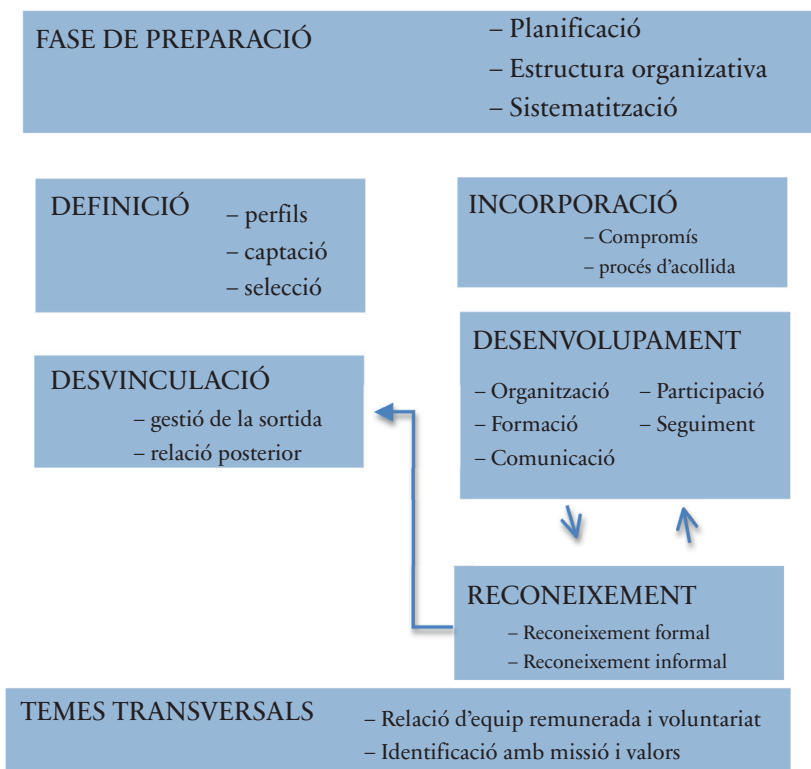 FASE DE PREPARACIÓ
– Planificació
– Estructura organitzativa
– Sistematització
DEFINICIÓ
– perfils
– captació
– selecció
INCORPORACIÓ
– Compromís
– procés d’acollida
DESENVOLUPAMENT
– Organització – Participació
– Formació – Seguiment
– Comunicació
DESVINCULACIÓ
– gestió de la sortida
– relació posterior
RECONEIXEMENT
– Reconeixement formal
– Reconeixement informal
TEMES TRANSVERSALS
– Relació d’equip remunerada i voluntariat
– Identificació amb missió i valors